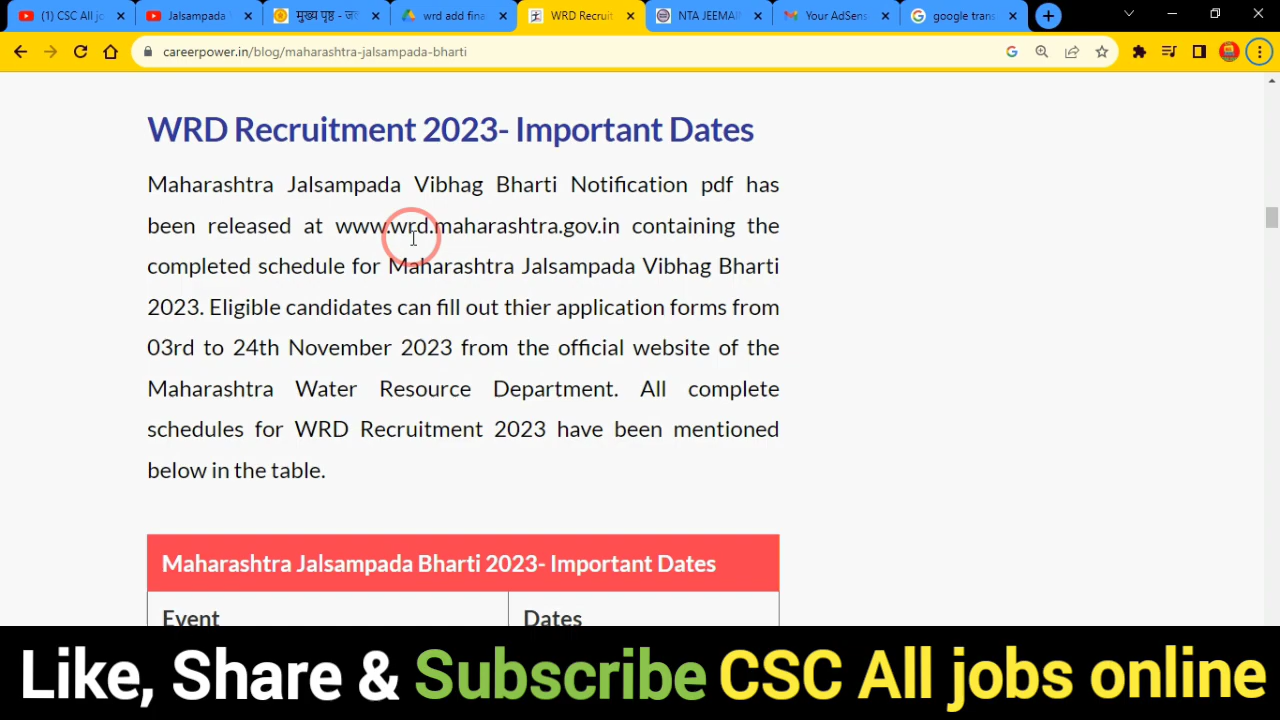 (1) CSC All jo
Jalsampada V
मुख्य पृष्ठ - जल
wrd add fina
WRD Recruit
NTA JEEMAI
Your AdSens
google trans
careerpower.in/blog/maharashtra-jalsampada-bharti
WRD Recruitment 2023- Important Dates
Maharashtra Jalsampada Vibhag Bharti Notification pdf has
been released at www.wrd.maharashtra.gov.in containing the
completed schedule for Maharashtra Jalsampada Vibhag Bharti
2023. Eligible candidates can fill out thier application forms from
03rd to 24th November 2023 from the official website of the
Maharashtra Water Resource Department. All complete
schedules for WRD Recruitment 2023 have been mentioned
below in the table.
Maharashtra Jalsampada Bharti 2023- Important Dates
Event
Dates
Like, Share & Subscribe CSC All jobs online